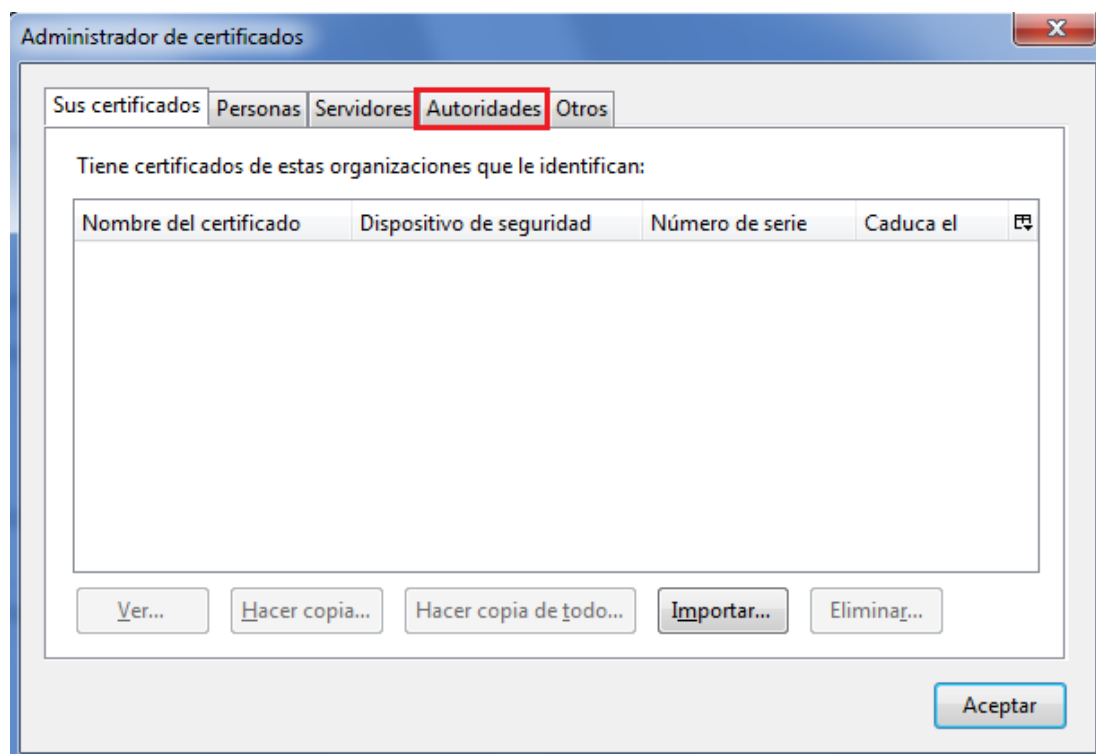 Administrador de certificados
Sus certificados Personas Servidores Autoridades Otros
Tiene certificados de estas organizaciones que le identifican:
Nombre del certificado Dispositivo de seguridad Número de serie Caduca el
Ver... Hacer copia... Hacer copia de todo... Importar... Eliminar...
Aceptar